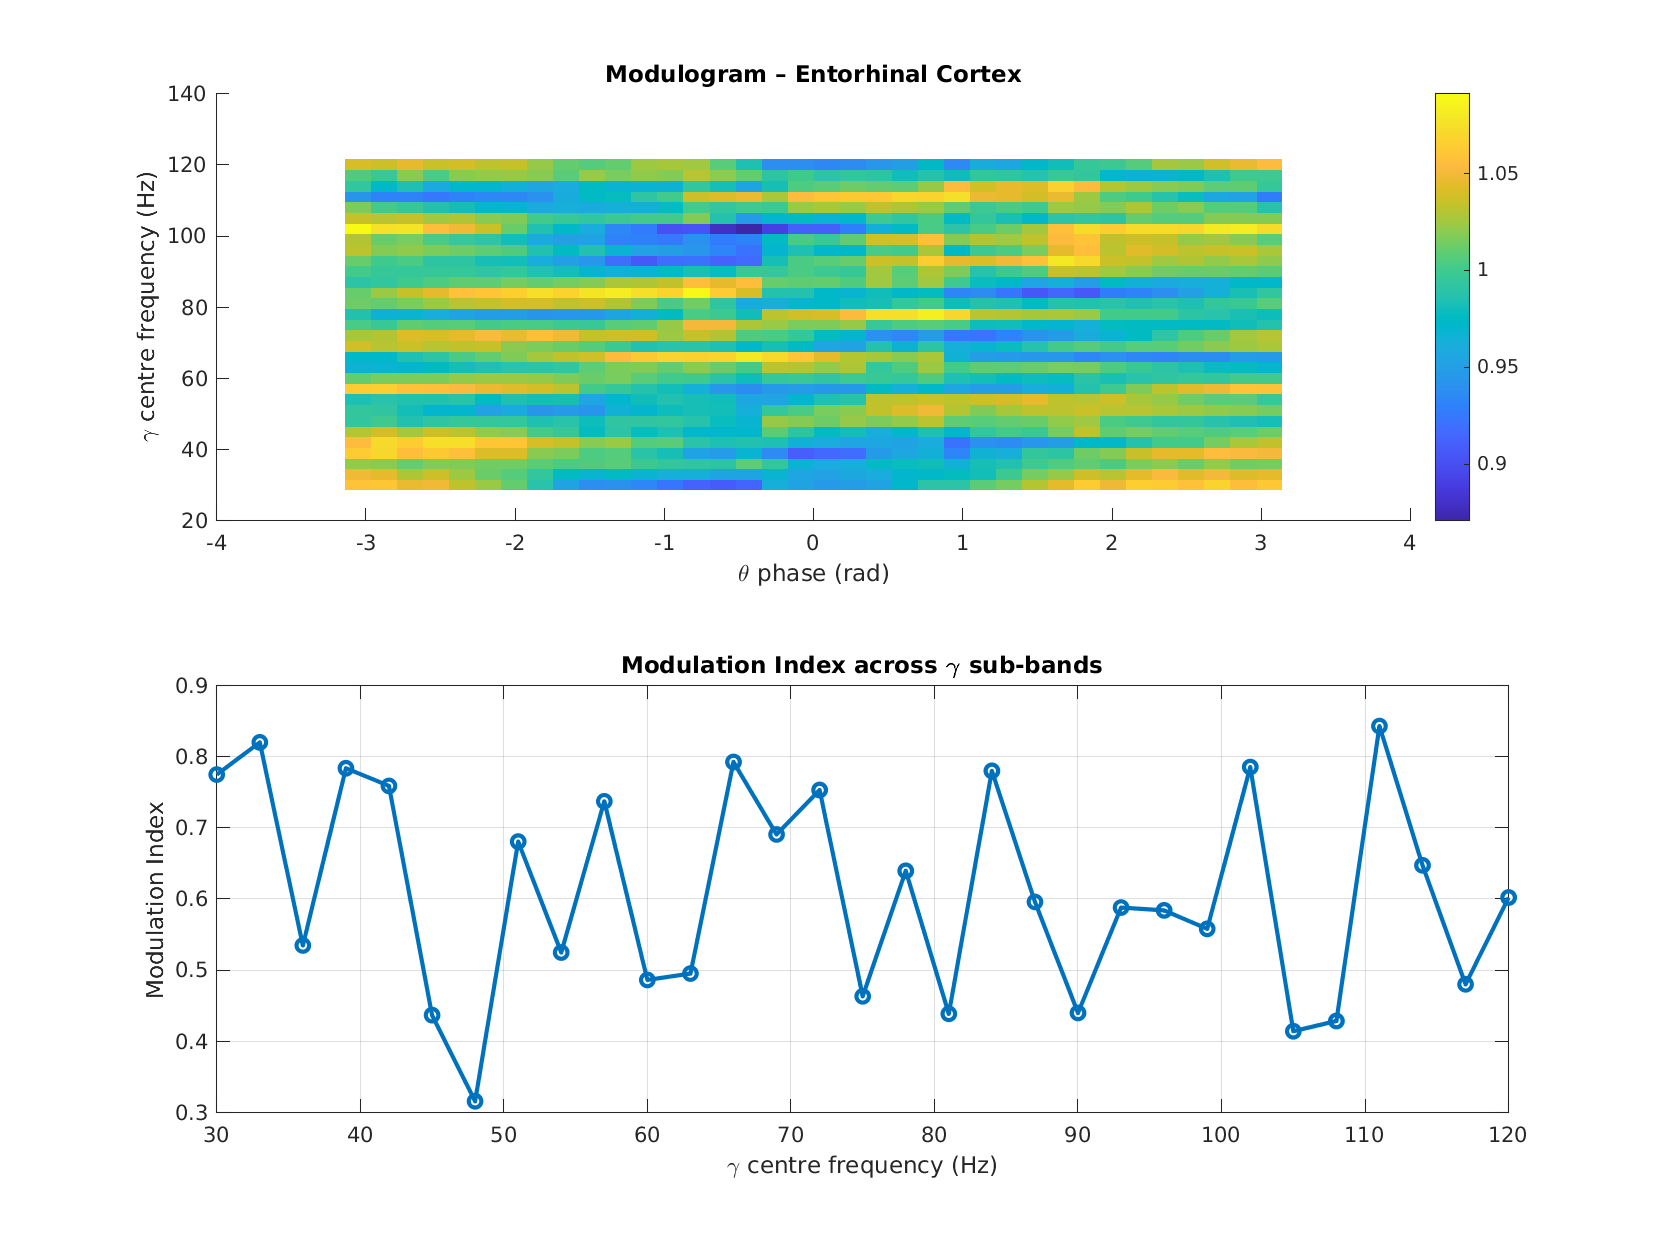 Modulogram – Entorhinal Cortex
140
120
100
80
60
40
20
γ centre frequency (Hz)
-4 -3 -2 -1 0 1 2 3 4
θ phase (rad)
1.05
1
0.95
0.9
Modulation Index across γ sub-bands
0.9
0.8
0.7
0.6
0.5
0.4
0.3
Modulation Index
30 40 50 60 70 80 90 100 110 120
γ centre frequency (Hz)